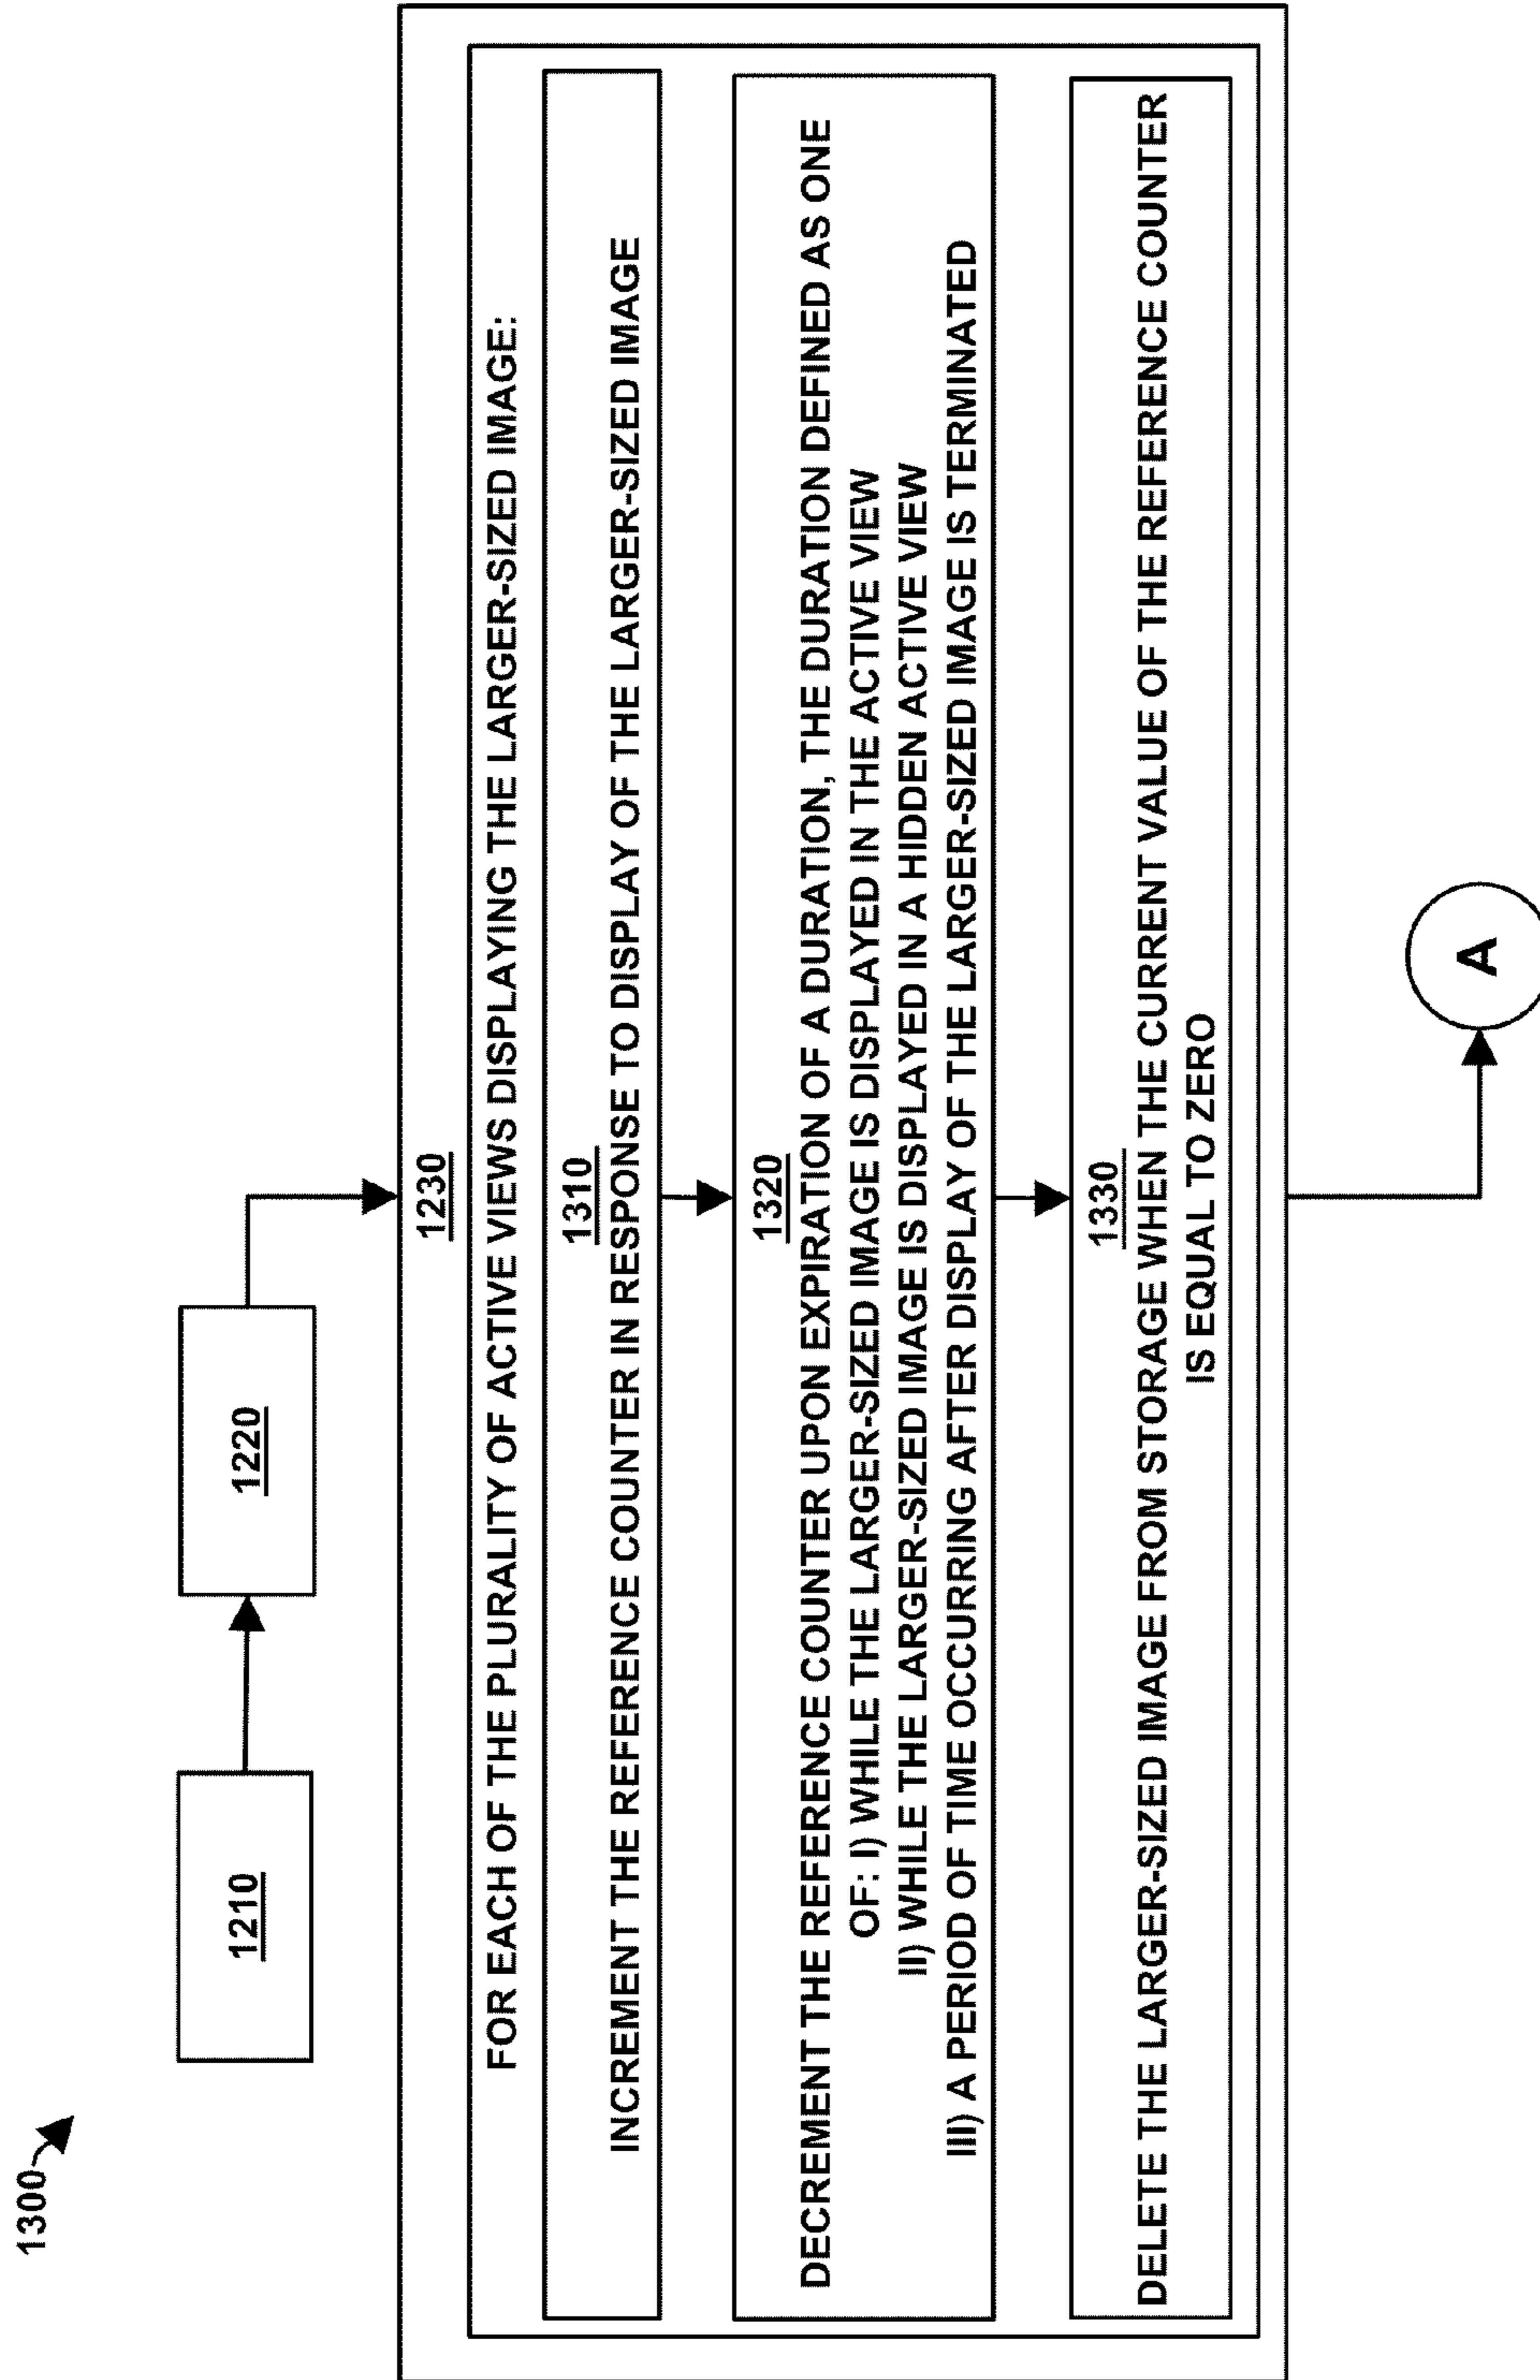 1300
1210
1220
1230
FOR EACH OF THE PLURALITY OF ACTIVE VIEWS DISPLAYING THE LARGER-SIZED IMAGE:
1310
INCREMENT THE REFERENCE COUNTER IN RESPONSE TO DISPLAY OF THE LARGER-SIZED IMAGE
1320
DECREMENT THE REFERENCE COUNTER UPON EXPIRATION OF A DURATION, THE DURATION DEFINED AS ONE
OF: I) WHILE THE LARGER-SIZED IMAGE IS DISPLAYED IN THE ACTIVE VIEW
II) WHILE THE LARGER-SIZED IMAGE IS DISPLAYED IN A HIDDEN ACTIVE VIEW
III) A PERIOD OF TIME OCCURRING AFTER DISPLAY OF THE LARGER-SIZED IMAGE IS TERMINATED
1330
DELETE THE LARGER-SIZED IMAGE FROM STORAGE WHEN THE CURRENT VALUE OF THE REFERENCE COUNTER
IS EQUAL TO ZERO
A